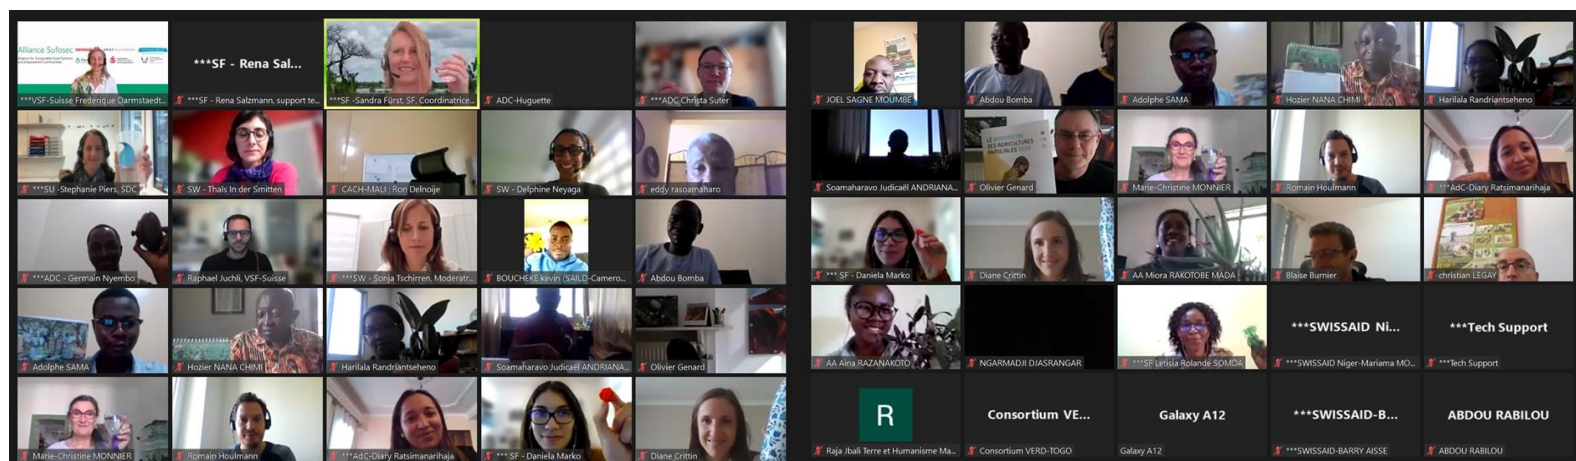 Alliance Sufosec
***VSF-Suisse Frederique Darmstaedt...
***SF - Rena Sal...
***SF - Rena Salzmann, support te...
***SF -Sandra Fürst, SF, Coordinatrice...
ADC-Huguette
***ADC Christa Suter
***SU -Stephanie Piers, SDC
SW - Thaïs In der Smitten
CACH-MALI : Ron Delnoije
SW - Delphine Neyaga
eddy rasoamaharo
***ADC - Germain Nyembo
Raphael Juchli, VSF-Suisse
***SW - Sonja Tschirren, Moderatr...
BOUCHEKE kevin (SAILD-Camero...
Abdou Bomba
Adolphe SAMA
Hozier NANA CHIMI
Harilala Randriantseheno
Soamaharavo Judicaël ANDRIANA...
Olivier Genard
Marie-Christine MONNIER
Romain Houlmann
***AdC-Diary Ratsimanarihaja
*** SF - Daniela Marko
Diane Crittin
JOEL SAGNE MOUMBE
Abdou Bomba
Adolphe SAMA
Hozier NANA CHIMI
Harilala Randriantseheno
Soamaharavo Judicaël ANDRIANA...
LE
DES AGRICULTURES
FAMILIALES
Olivier Genard
Marie-Christine MONNIER
Romain Houlmann
***AdC-Diary Ratsimanarihaja
*** SF - Daniela Marko
Diane Crittin
AA Miora RAKOTOBE MADA
Blaise Burnier
christian LEGAY
AA Aina RAZANAKOTO
NGARMADJI DJASRANGAR
***SF Letisia Rolande SOMDA
***SWISSAID Ni...
***SWISSAID Niger-Mariama MO...
***Tech Support
***Tech Support
R
Raja Jbali Terre et Humanisme Ma...
Consortium VE...
Consortium VERD-TOGO
Galaxy A12
Galaxy A12
***SWISSAID-B...
***SWISSAID-BARRY AISSE
ABDOU RABILOU
ABDOU RABILOU